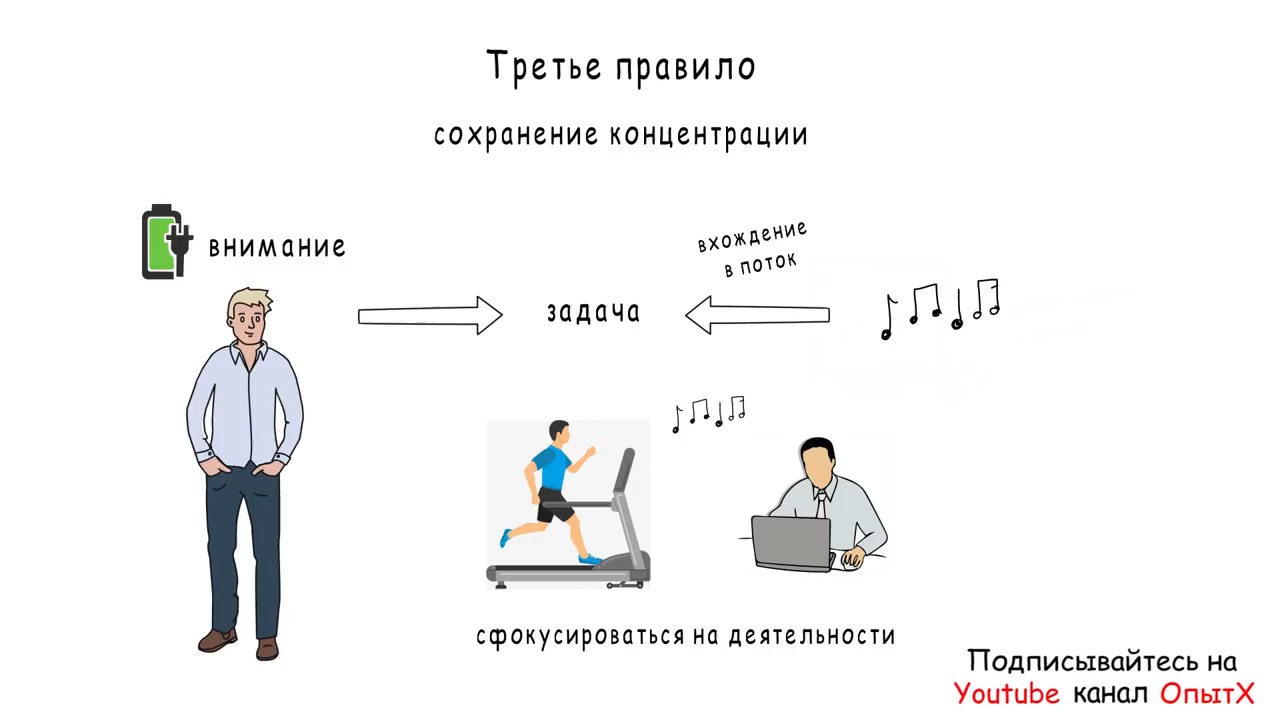 Третье правило
сохранение концентрации
внимание
вхождение
в поток
задача
сфокусироваться на деятельности
Подписывайтесь на
Youtube канал ОпытХ